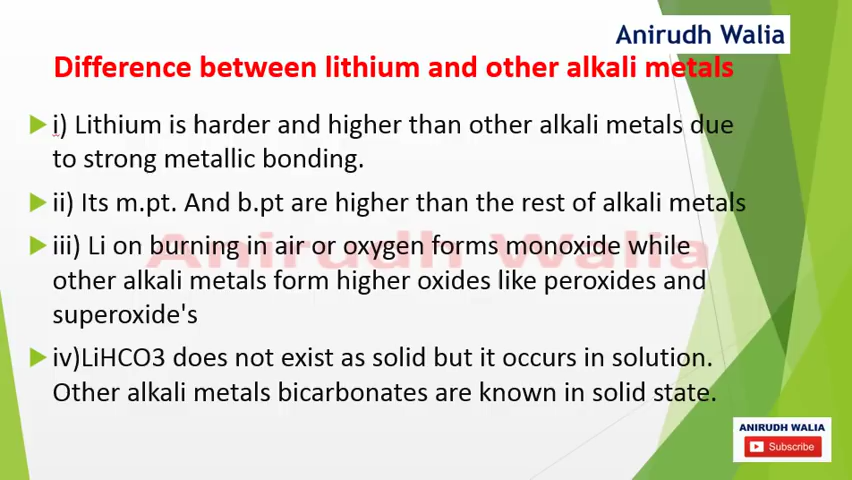 Anirudh Walia
Difference between lithium and other alkali metals
i) Lithium is harder and higher than other alkali metals due
to strong metallic bonding.
ii) Its m.pt. And b.pt are higher than the rest of alkali metals
iii) Li on burning in air or oxygen forms monoxide while
other alkali metals form higher oxides like peroxides and
superoxide's
iv)LiHCO3 does not exist as solid but it occurs in solution.
Other alkali metals bicarbonates are known in solid state.
Anirudh Walia
ANIRUDH WALIA
Subscribe